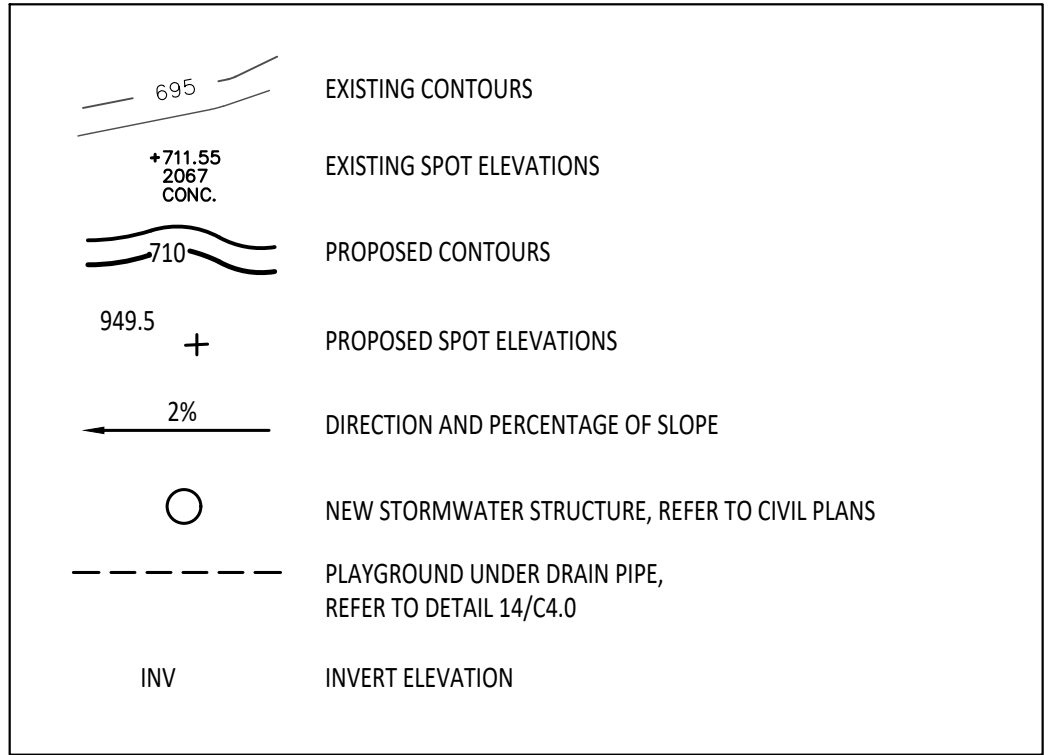 695 EXISTING CONTOURS
+711.55
2067
CONC.
EXISTING SPOT ELEVATIONS
710 PROPOSED CONTOURS
949.5
+
PROPOSED SPOT ELEVATIONS
2% DIRECTION AND PERCENTAGE OF SLOPE
NEW STORMWATER STRUCTURE, REFER TO CIVIL PLANS
PLAYGROUND UNDER DRAIN PIPE,
REFER TO DETAIL 14/C4.0
INV INVERT ELEVATION